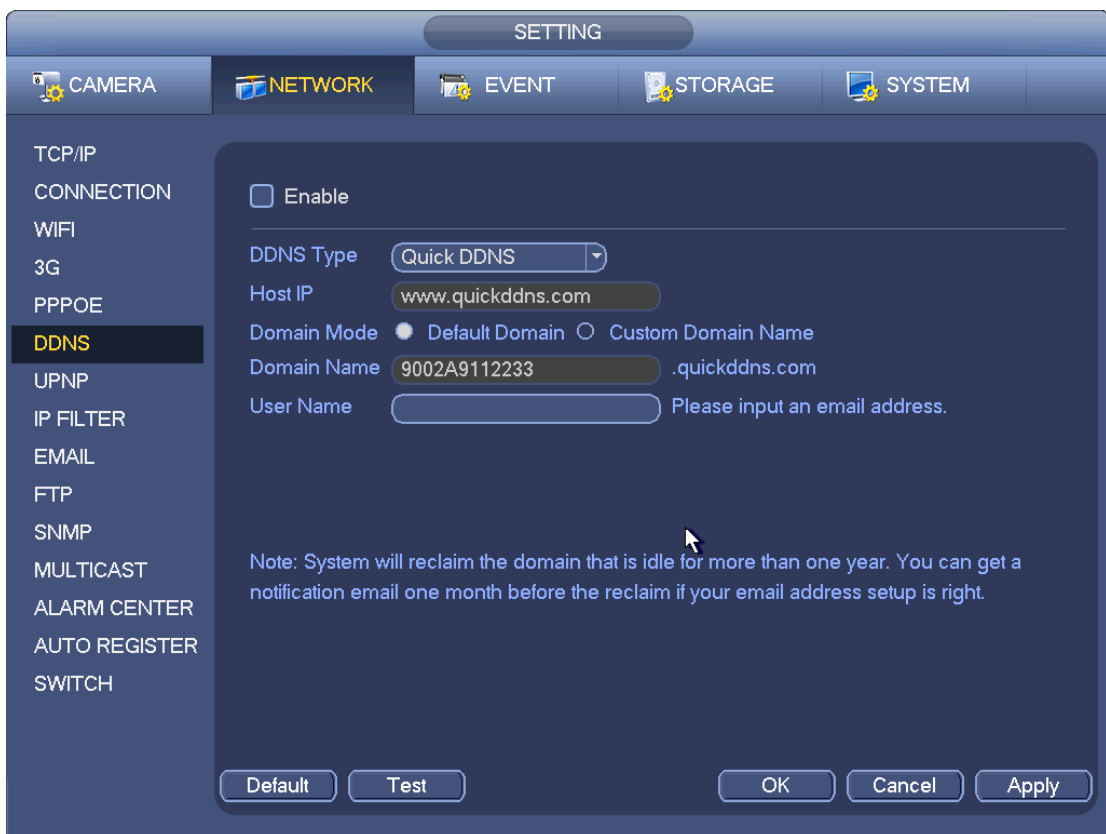 SETTING
CAMERA NETWORK EVENT STORAGE SYSTEM
TCP/IP
CONNECTION
WIFI
3G
PPPOE
DDNS
UPNP
IP FILTER
EMAIL
FTP
SNMP
MULTICAST
ALARM CENTER
AUTO REGISTER
SWITCH
Enable
DDNS Type Quick DDNS
Host IP www.quickddns.com
Domain Mode Default Domain Custom Domain Name
Domain Name 9002A9112233 .quickddns.com
User Name Please input an email address.
Note: System will reclaim the domain that is idle for more than one year. You can get a
notification email one month before the reclaim if your email address setup is right.
Default Test OK Cancel Apply